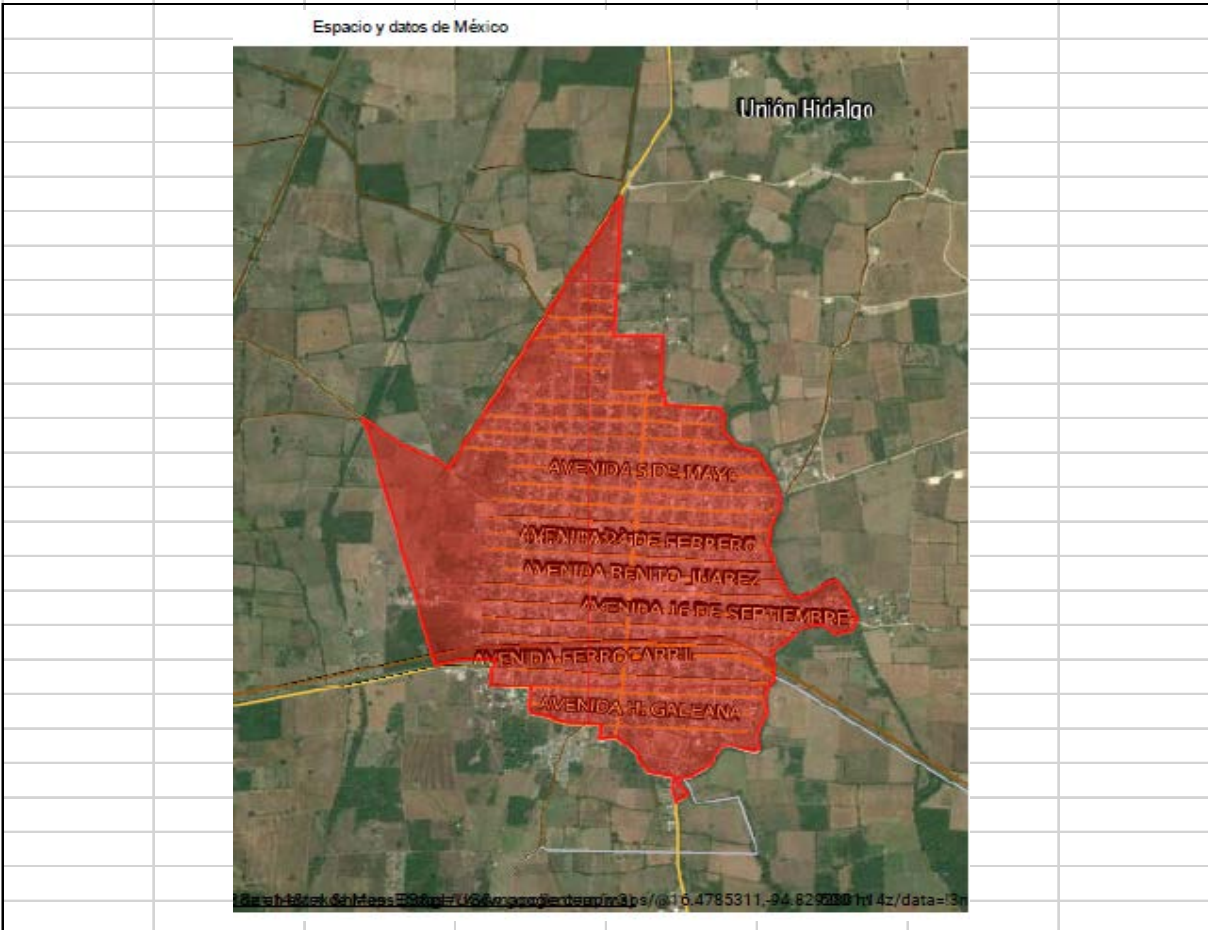 Espacio y datos de México
Unión Hidalgo
AVENIDA 5 DE MAYO
AVENIDA 24 DE FEBRERO
AVENIDA BENITO JUAREZ
AVENIDA 16 DE SEPTIEMBRE
AVENIDA FERROCARRIL
AVENIDA H. GALEANA